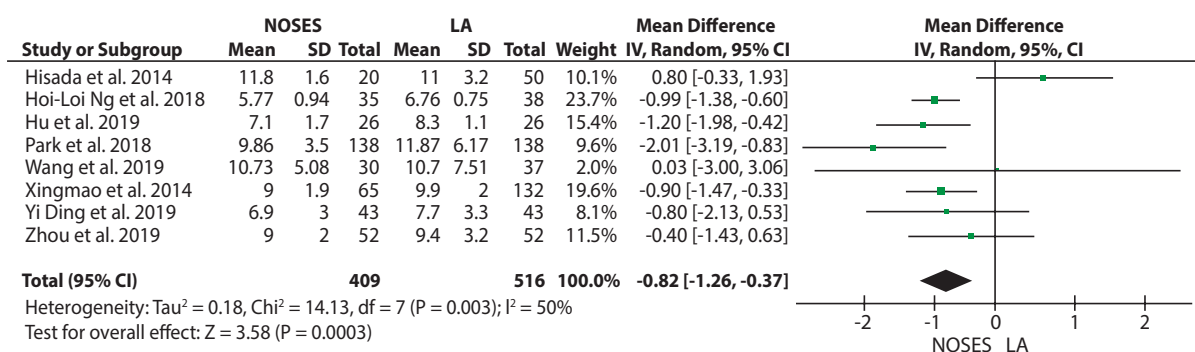 NOSES LA Mean Difference Mean Difference
Study or Subgroup Mean SD Total Mean SD Total Weight IV, Random, 95% CI IV, Random, 95%, CI
Hisada et al. 2014 11.8 1.6 20 11 3.2 50 10.1% 0.80 [-0.33, 1.93]
Hoi-Loi Ng et al. 2018 5.77 0.94 35 6.76 0.75 38 23.7% -0.99 [-1.38, -0.60]
Hu et al. 2019 7.1 1.7 26 8.3 1.1 26 15.4% -1.20 [-1.98, -0.42]
Park et al. 2018 9.86 3.5 138 11.87 6.17 138 9.6% -2.01 [-3.19, -0.83]
Wang et al. 2019 10.73 5.08 30 10.7 7.51 37 2.0% 0.03 [-3.00, 3.06]
Xingmao et al. 2014 9 1.9 65 9.9 2 132 19.6% -0.90 [-1.47, -0.33]
Yi Ding et al. 2019 6.9 3 43 7.7 3.3 43 8.1% -0.80 [-2.13, 0.53]
Zhou et al. 2019 9 2 52 9.4 3.2 52 11.5% -0.40 [-1.43, 0.63]
Total (95% CI) 409 516 100.0% -0.82 [-1.26, -0.37]
Heterogeneity: Tau² = 0.18, Chi² = 14.13, df = 7 (P = 0.003); I² = 50%
Test for overall effect: Z = 3.58 (P = 0.0003)
-2 -1 0 1 2
NOSES LA